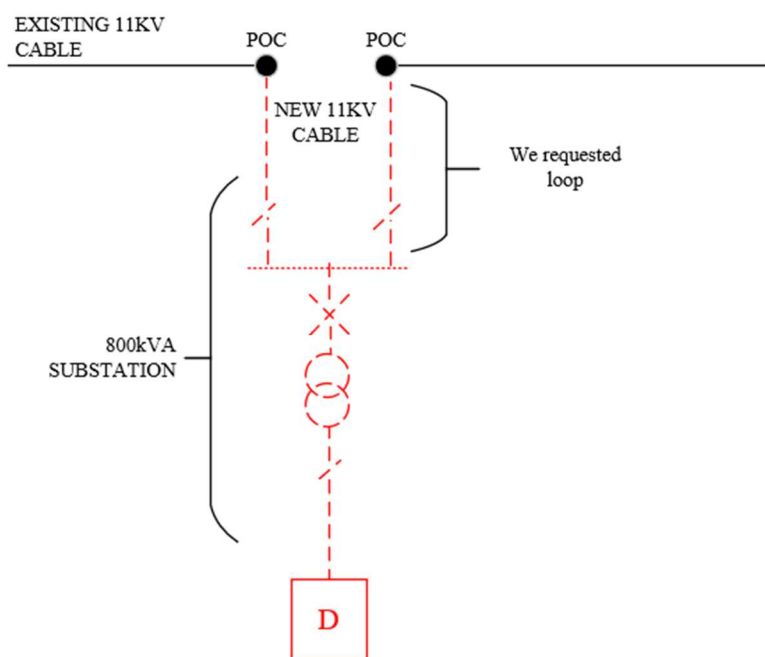 EXISTING 11KV
CABLE
POC
POC
NEW 11KV
CABLE
We requested
loop
800kVA
SUBSTATION
D